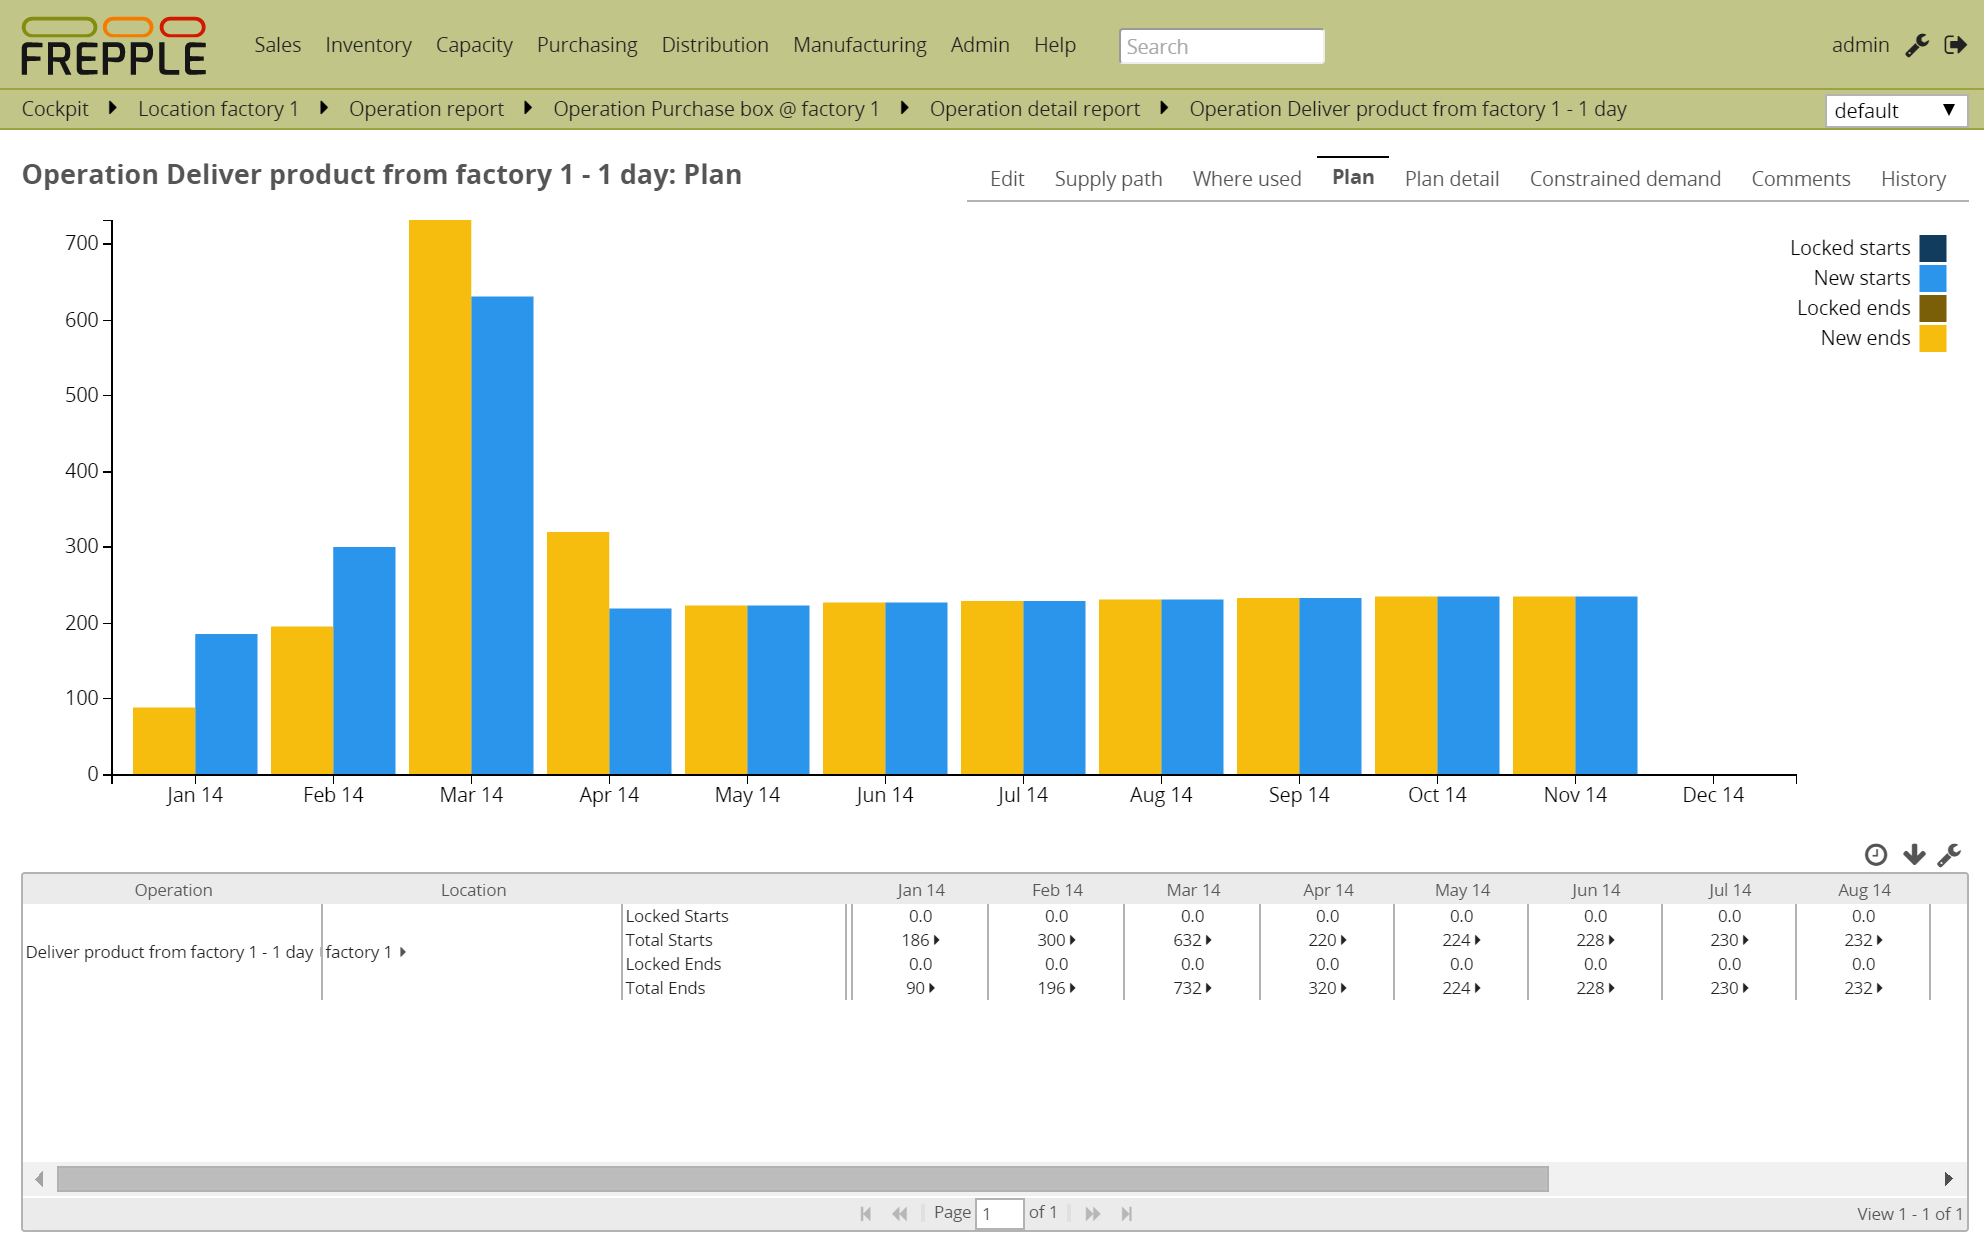 FREPPLE Sales Inventory Capacity Purchasing Distribution Manufacturing Admin Help Search admin
Cockpit Location factory 1 Operation report Operation Purchase box @ factory 1 Operation detail report Operation Deliver product from factory 1 - 1 day default
Operation Deliver product from factory 1 - 1 day: Plan
Edit Supply path Where used Plan Plan detail Constrained demand Comments History
700
600
500
400
300
200
100
0
Locked starts
New starts
Locked ends
New ends
Jan 14 Feb 14 Mar 14 Apr 14 May 14 Jun 14 Jul 14 Aug 14 Sep 14 Oct 14 Nov 14 Dec 14
Operation Location Jan 14 Feb 14 Mar 14 Apr 14 May 14 Jun 14 Jul 14 Aug 14
Locked Starts 0.0 0.0 0.0 0.0 0.0 0.0 0.0 0.0
Total Starts 186 300 632 220 224 228 230 232
Deliver product from factory 1 - 1 day factory 1
Locked Ends 0.0 0.0 0.0 0.0 0.0 0.0 0.0 0.0
Total Ends 90 196 732 320 224 228 230 232
Page 1 of 1 View 1 - 1 of 1